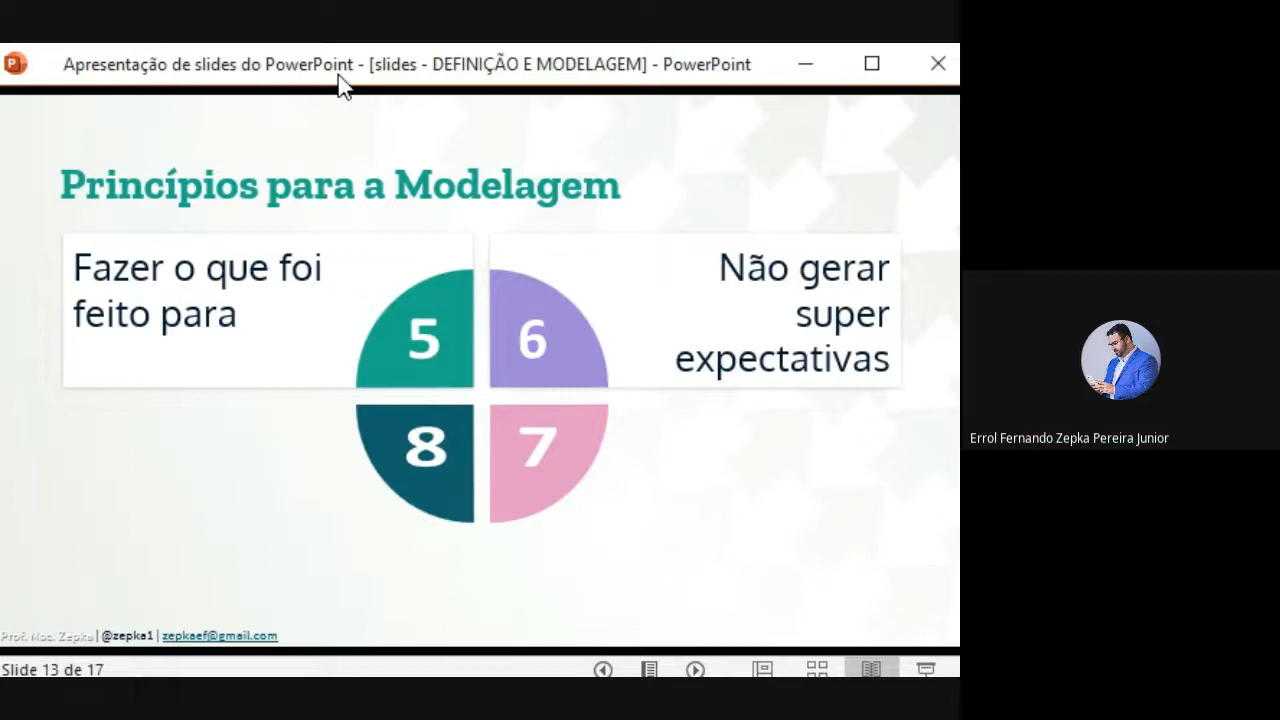 Apresentação de slides do PowerPoint - [slides - DEFINIÇÃO E MODELAGEM] - PowerPoint
Princípios para a Modelagem
Fazer o que foi
feito para
5
6
Não gerar
super
expectativas
8
7
Errol Fernando Zepka Pereira Junior
Prof. Msc. Zepka | @zepka1 | zepkaef@gmail.com
Slide 13 de 17